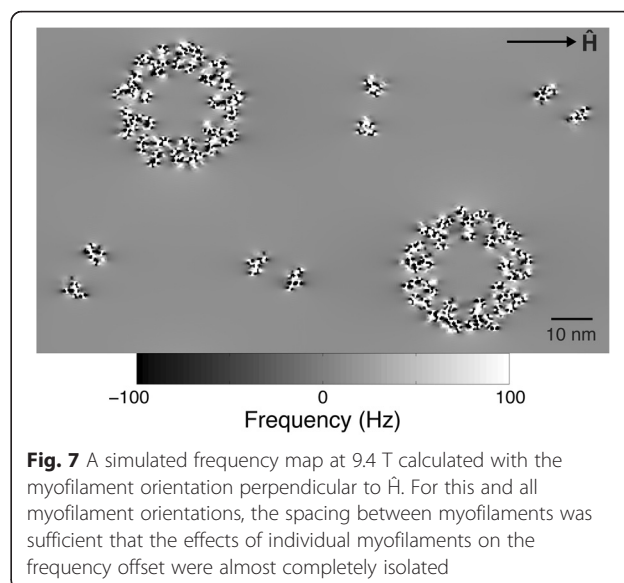 Ĥ
10 nm
−100
0
100
Frequency (Hz)
Fig. 7 A simulated frequency map at 9.4 T calculated with the
myofilament orientation perpendicular to Ĥ. For this and all
myofilament orientations, the spacing between myofilaments was
sufficient that the effects of individual myofilaments on the
frequency offset were almost completely isolated